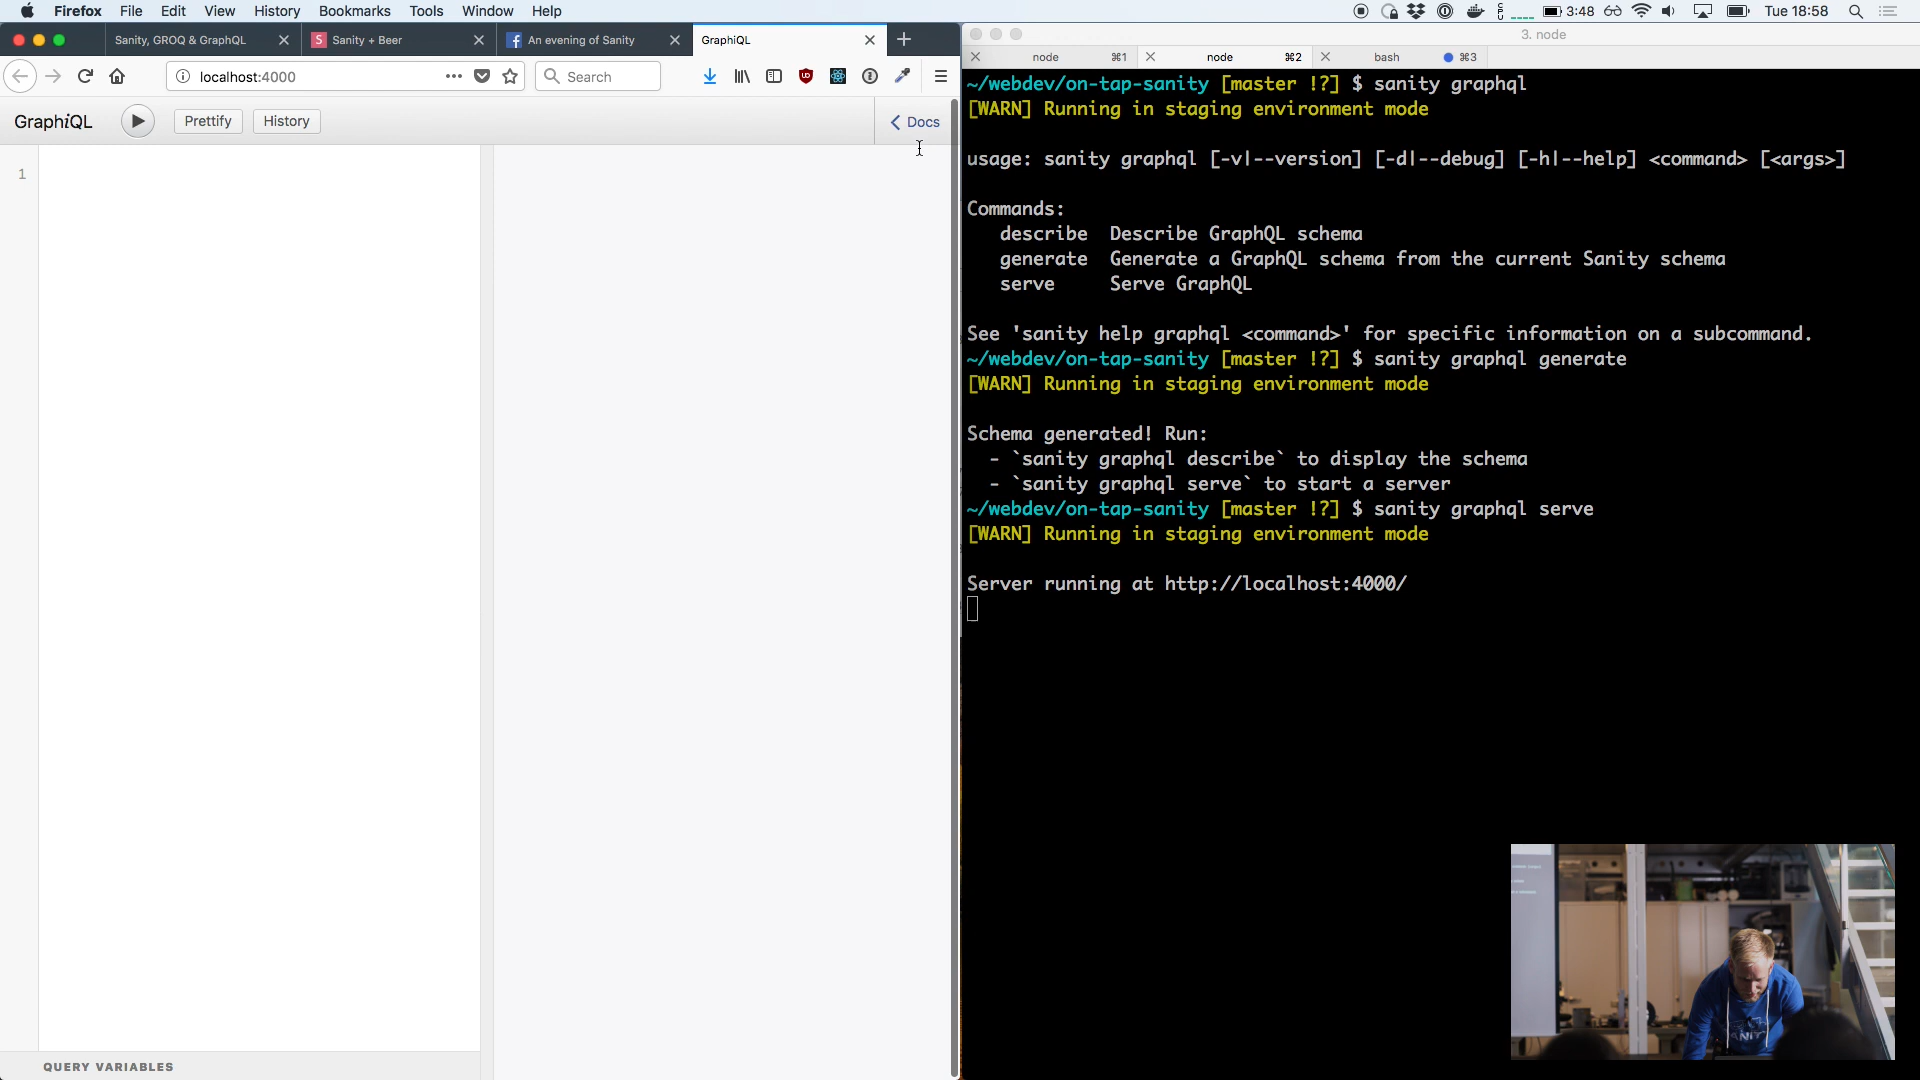 Firefox File Edit View History Bookmarks Tools Window Help
3:48 Tue 18:58
Sanity, GROQ & GraphQL
S Sanity + Beer
An evening of Sanity
GraphiQL
localhost:4000
Search
GraphiQL
Prettify
History
Docs
1
QUERY VARIABLES
3. node
node ⌘1
node ⌘2
bash ⌘3
~/webdev/on-tap-sanity [master !?] $ sanity graphql
[WARN] Running in staging environment mode
usage: sanity graphql [-v|--version] [-d|--debug] [-h|--help] <command> [<args>]
Commands:
describe Describe GraphQL schema
generate Generate a GraphQL schema from the current Sanity schema
serve Serve GraphQL
See 'sanity help graphql <command>' for specific information on a subcommand.
~/webdev/on-tap-sanity [master !?] $ sanity graphql generate
[WARN] Running in staging environment mode
Schema generated! Run:
- `sanity graphql describe` to display the schema
- `sanity graphql serve` to start a server
~/webdev/on-tap-sanity [master !?] $ sanity graphql serve
[WARN] Running in staging environment mode
Server running at http://localhost:4000/